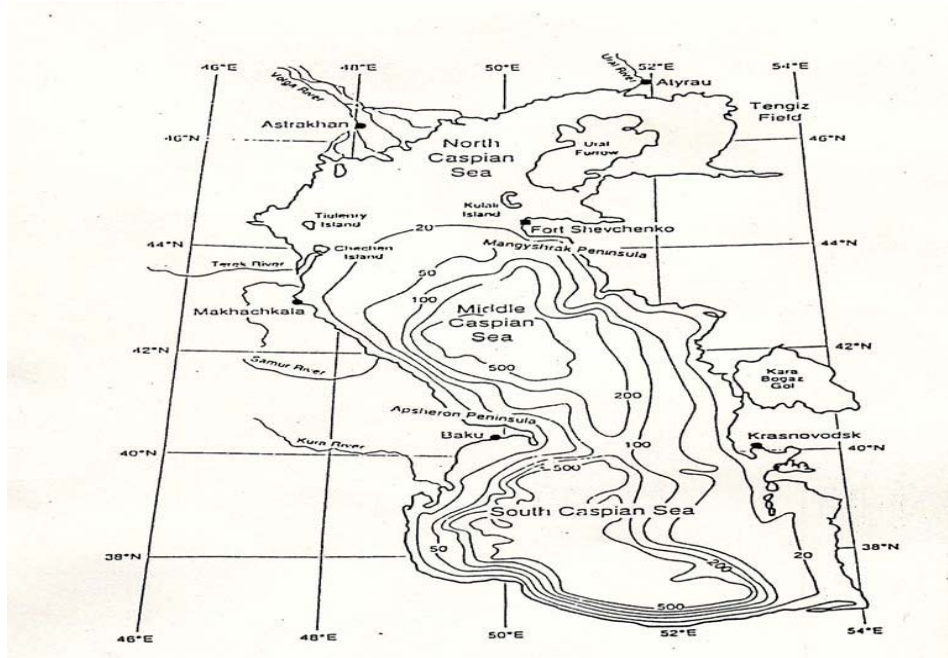 46°E
48°E
50°E
52°E
54°E
Volga River
Ural River
Atyrau
Astrakhan
Tengiz
Field
46°N
46°N
North
Caspian
Sea
Ural
Furrow
Kulali
Island
Tiulenry
Island
20
Fort Shevchenko
44°N
44°N
Chechen
Island
Mangyshrak Peninsula
Terek River
50
100
Makhachkala
Middle
Caspian
Sea
42°N
42°N
Samur River
500
Kara
Bogaz
Gol
200
Apsheron Peninsula
Baku
100
Krasnovodsk
Kura River
40°N
40°N
500
South Caspian Sea
50
38°N
38°N
20
200
500
46°E
48°E
50°E
52°E
54°E